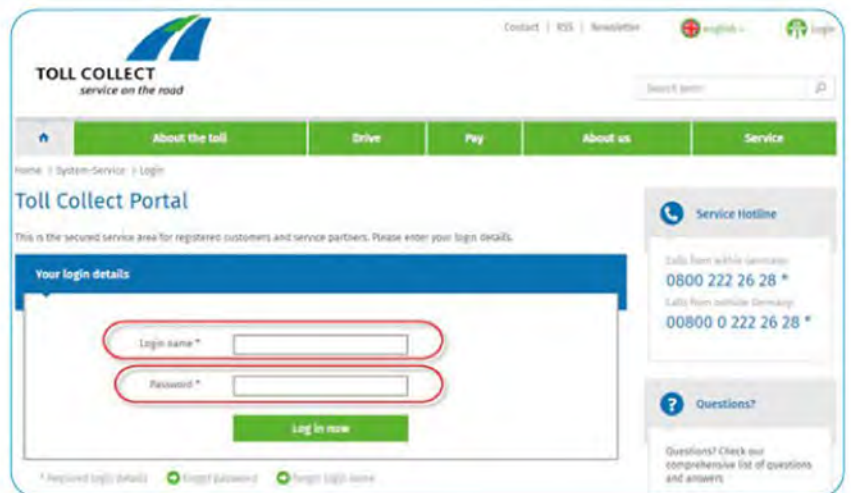 Contact | RSS | Newsletter
english
Login
TOLL COLLECT
service on the road
Search term
About the toll
Drive
Pay
About us
Service
Home > System-Service > Login
Toll Collect Portal
This is the secured service area for registered customers and service partners. Please enter your login details.
Your login details
Login name *
Password *
Log in now
* Required login details
Forgot password
Forgot login name
Service Hotline
Calls from within Germany:
0800 222 26 28 *
Calls from outside Germany:
00800 0 222 26 28 *
Questions?
Questions? Check our
comprehensive list of questions
and answers